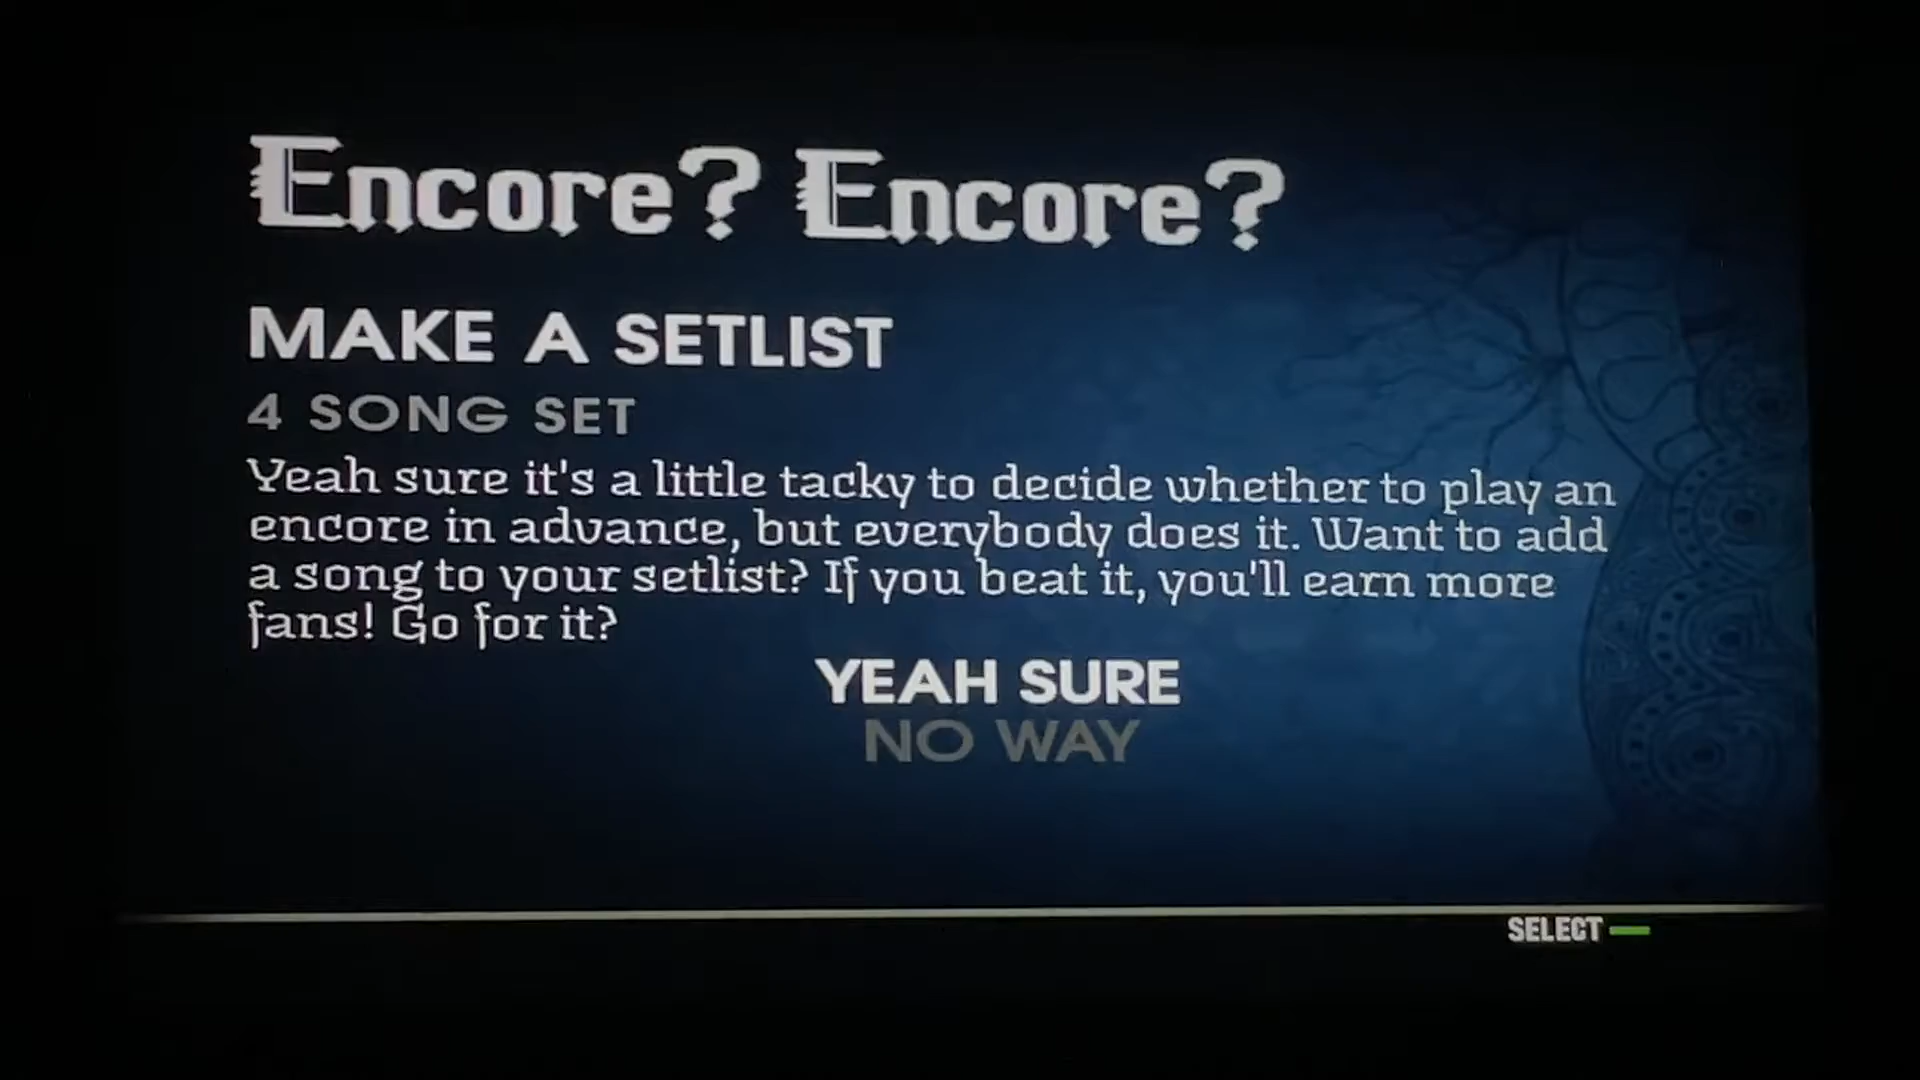 Encore? Encore?
MAKE A SETLIST
4 SONG SET
Yeah sure it's a little tacky to decide whether to play an
encore in advance, but everybody does it. Want to add
a song to your setlist? If you beat it, you'll earn more
fans! Go for it?
YEAH SURE
NO WAY
SELECT